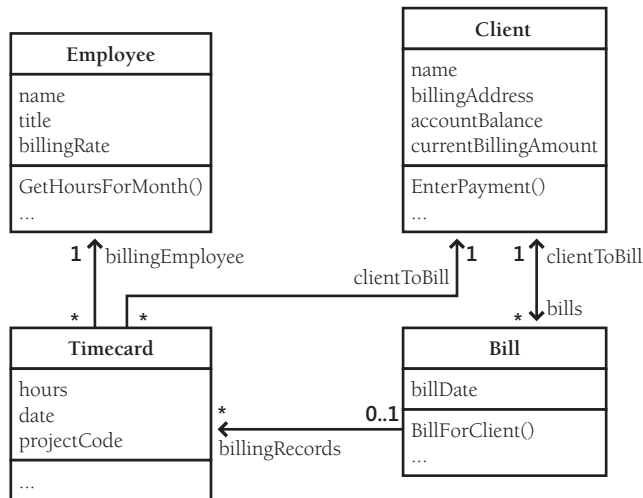 Employee
name
title
billingRate
GetHoursForMonth()
...
Client
name
billingAddress
accountBalance
currentBillingAmount
EnterPayment()
...
1 billingEmployee
clientToBill
1
1 clientToBill
* *
* bills
Timecard
hours
date
projectCode
...
*
billingRecords
0..1
Bill
billDate
BillForClient()
...